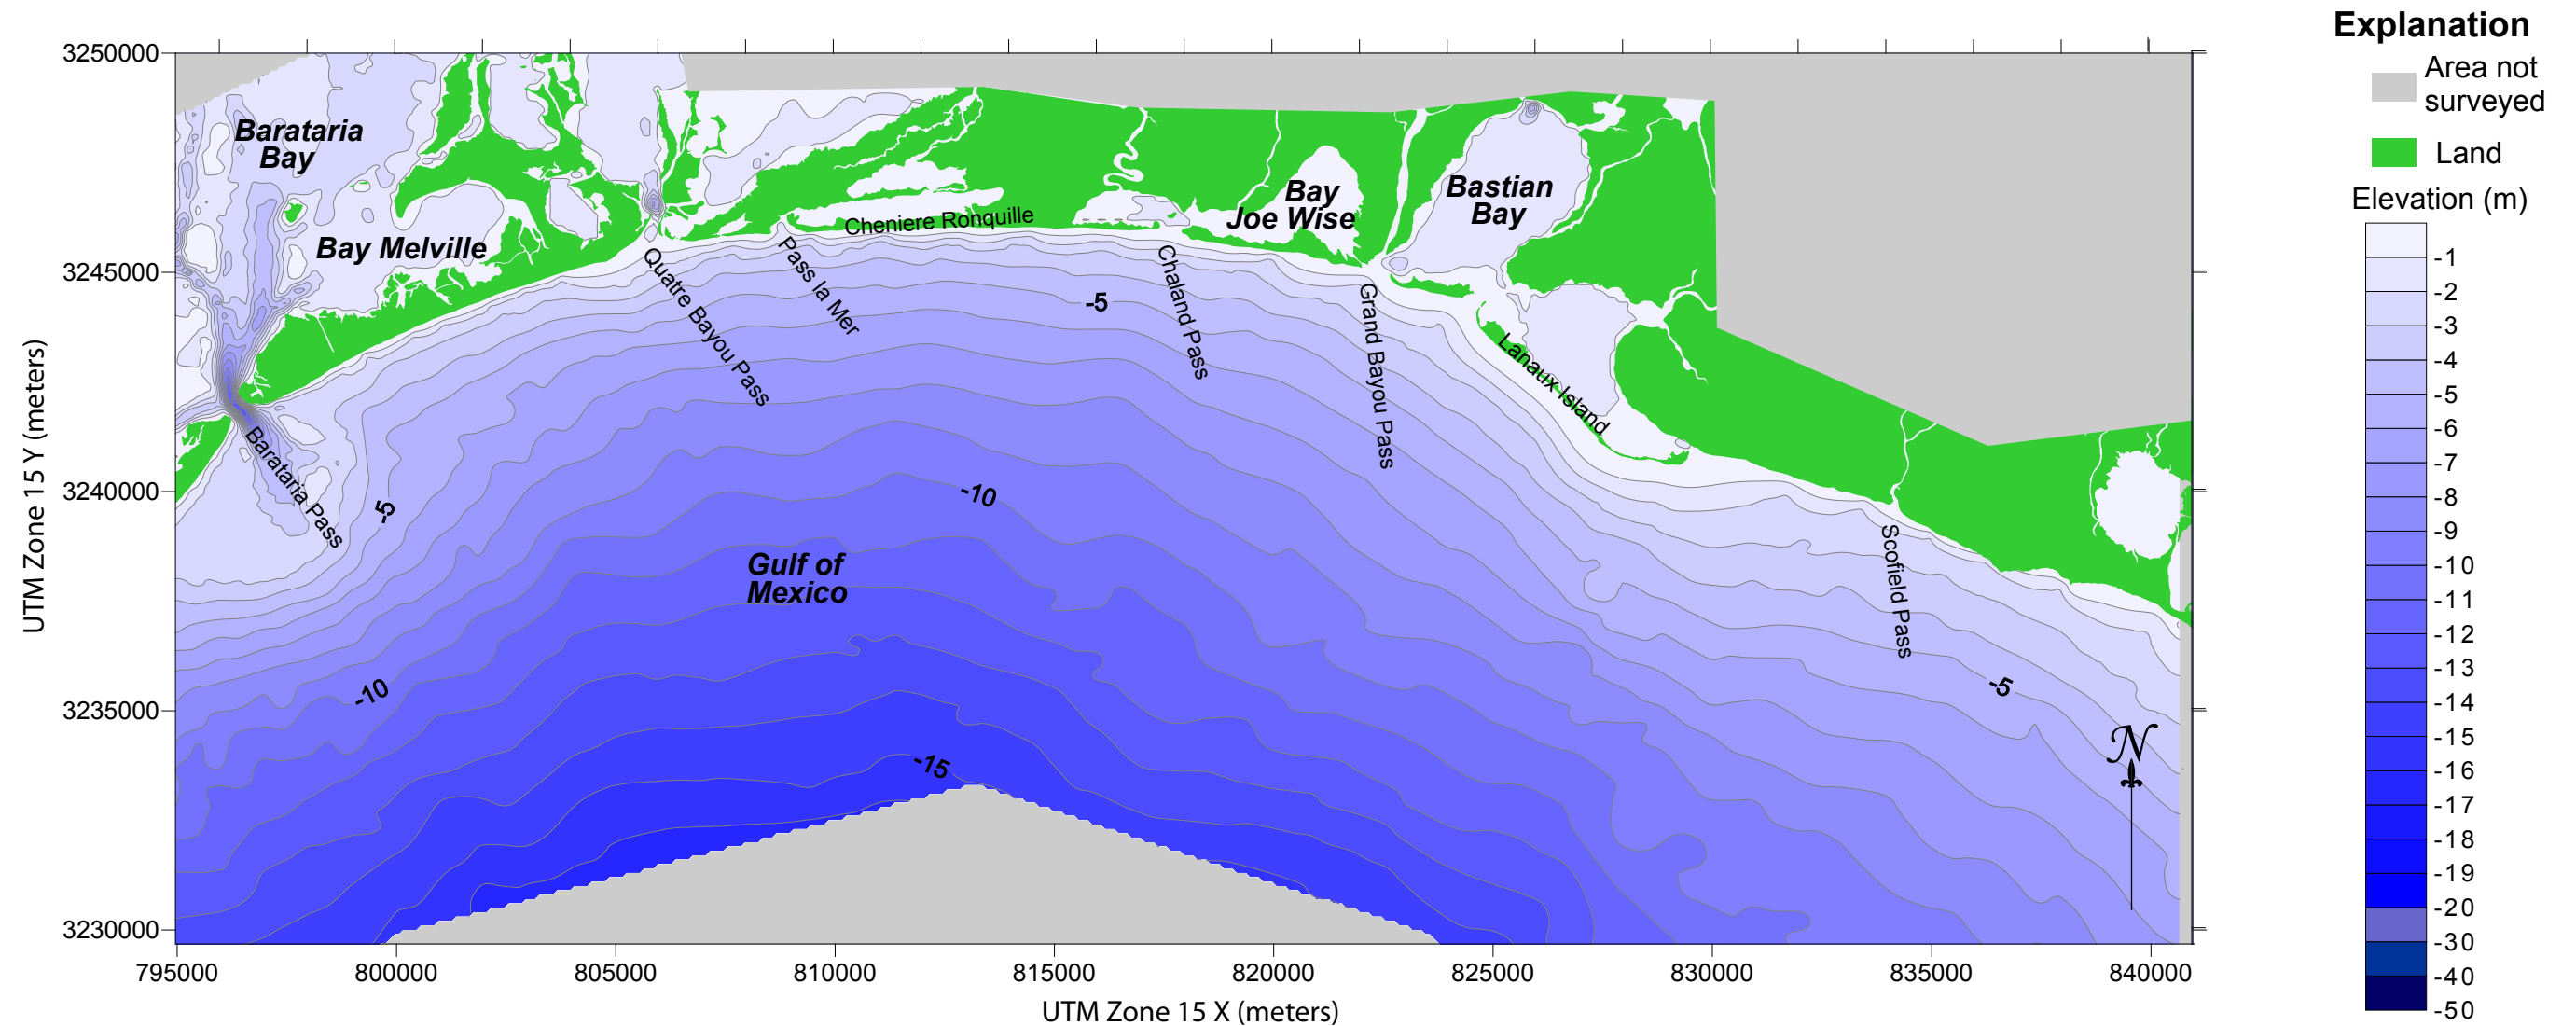 Explanation
Area not
surveyed
Land
Elevation (m)
-1
-2
-3
-4
-5
-6
-7
-8
-9
-10
-11
-12
-13
-14
-15
-16
-17
-18
-19
-20
-30
-40
-50
UTM Zone 15 Y (meters)
3250000
3245000
3240000
3235000
3230000
Barataria
Bay
Bay Melville
Cheniere Ronquille
Bay
Joe Wise
Bastian
Bay
Quatre Bayou Pass
Pass la Mer
-5
Chaland Pass
Grand Bayou Pass
Lanaux Island
Barataria Pass
-5
-10
Gulf of
Mexico
Scofield Pass
-10
-5
-15
N
795000
800000
805000
810000
815000
820000
825000
830000
835000
840000
UTM Zone 15 X (meters)